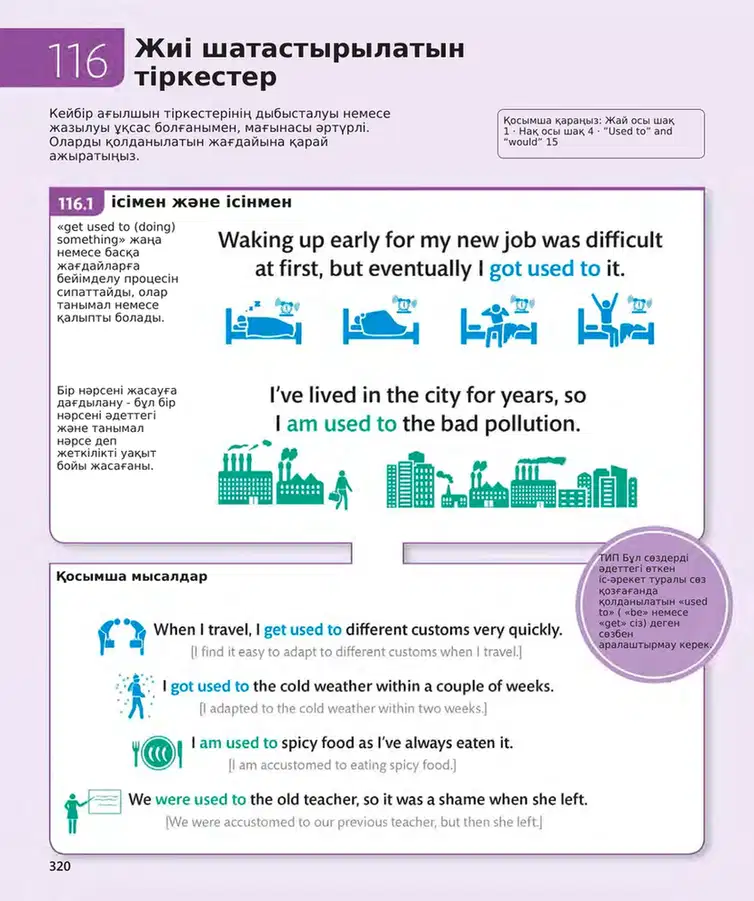 116
Жиі шатастырылатын
тіркестер
Кейбір ағылшын тіркестерінің дыбысталуы немесе
жазылуы ұқсас болғанымен, мағынасы әртүрлі.
Оларды қолданылатын жағдайына қарай
ажыратыңыз.
Қосымша қараңыз: Жай осы шақ
1 · Нақ осы шақ 4 · “Used to” and
“would” 15
116.1 ісімен және ісінмен
«get used to (doing)
something» жаңа
немесе басқа
жағдайларға
бейімделу процесін
сипаттайды, олар
танымал немесе
қалыпты болады.
Waking up early for my new job was difficult
at first, but eventually I got used to it.
Бір нәрсені жасауға
дағдылану - бұл бір
нәрсені әдеттегі
және танымал
нәрсе деп
жеткілікті уақыт
бойы жасағаны.
I’ve lived in the city for years, so
I am used to the bad pollution.
ТИП Бұл сөздерді
әдеттегі өткен
іс-әрекет туралы сөз
қозғағанда
қолданылатын «used
to» ( «be» немесе
«get» сіз) деген
сөзбен
араластырмау керек.
Қосымша мысалдар
When I travel, I get used to different customs very quickly.
[I find it easy to adapt to different customs when I travel.]
I got used to the cold weather within a couple of weeks.
[I adapted to the cold weather within two weeks.]
I am used to spicy food as I’ve always eaten it.
[I am accustomed to eating spicy food.]
We were used to the old teacher, so it was a shame when she left.
[We were accustomed to our previous teacher, but then she left.]
320